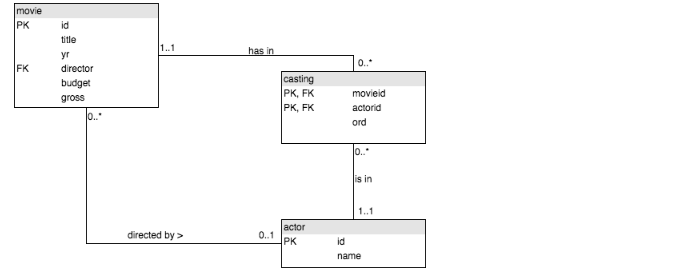 movie
PK id
title
yr
FK director
budget
gross
1..1
has in
0..*
casting
PK, FK movieid
PK, FK actorid
ord
0..*
0..*
is in
1..1
actor
directed by > 0..1
PK id
name